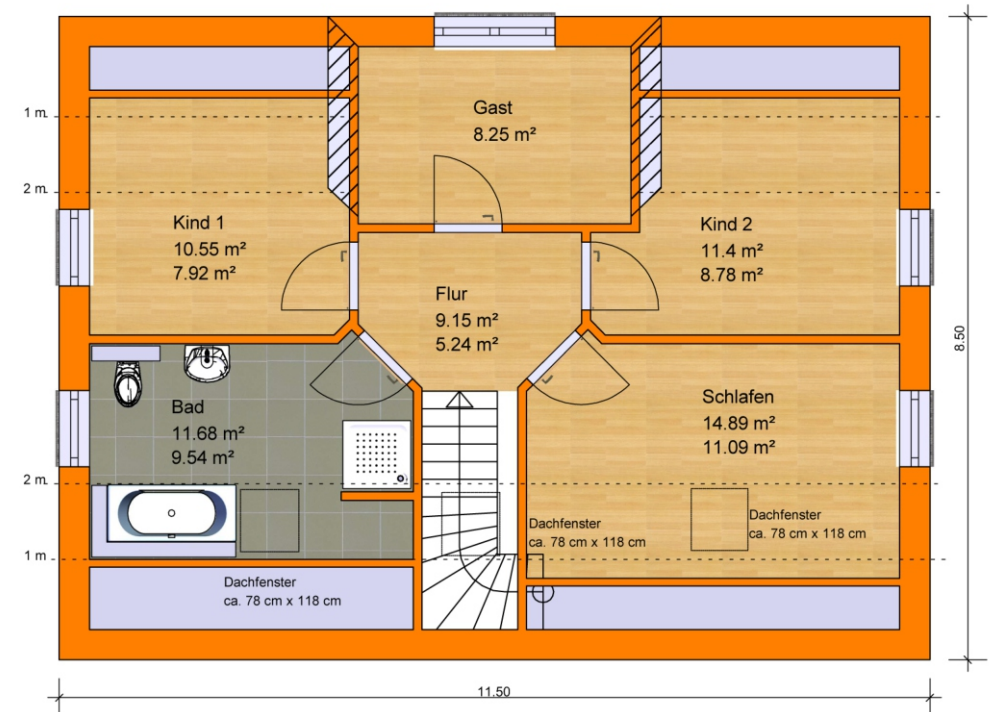 Gast
8.25 m²
1 m.
2 m.
Kind 1
10.55 m²
7.92 m²
Kind 2
11.4 m²
8.78 m²
Flur
9.15 m²
5.24 m²
8.50
Bad
11.68 m²
9.54 m²
Schlafen
14.89 m²
11.09 m²
2 m.
Dachfenster
ca. 78 cm x 118 cm
Dachfenster
ca. 78 cm x 118 cm
1 m.
Dachfenster
ca. 78 cm x 118 cm
11.50